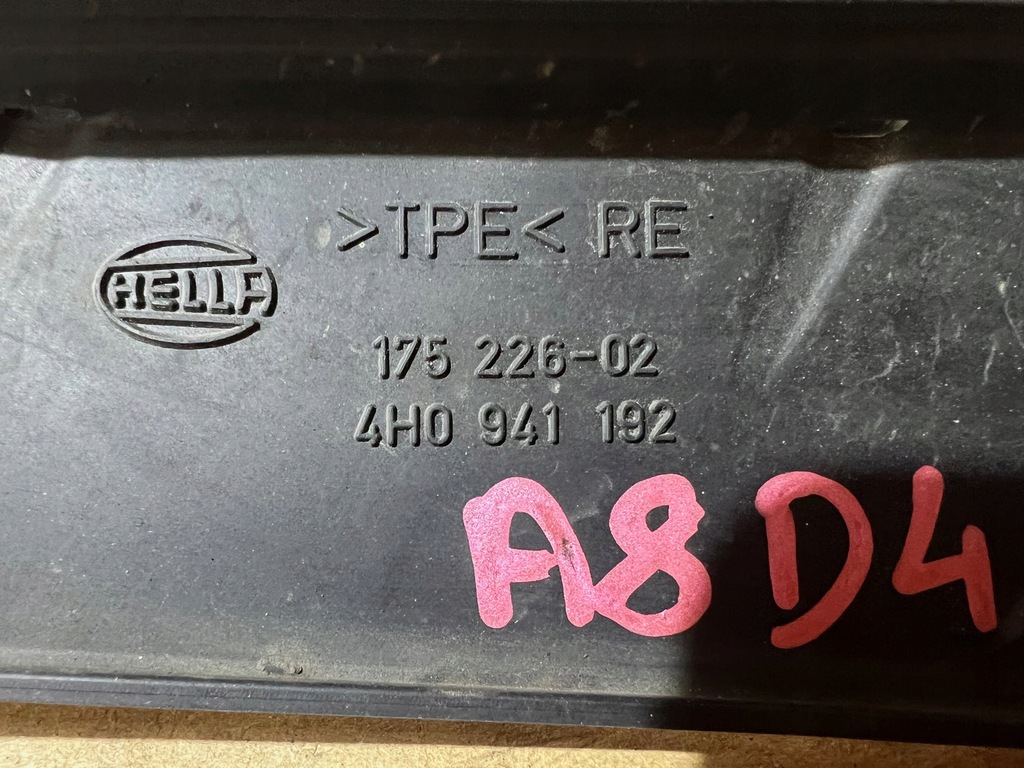 >TPE< RE
HELLA
175 226-02
4H0 941 192
A8 D4